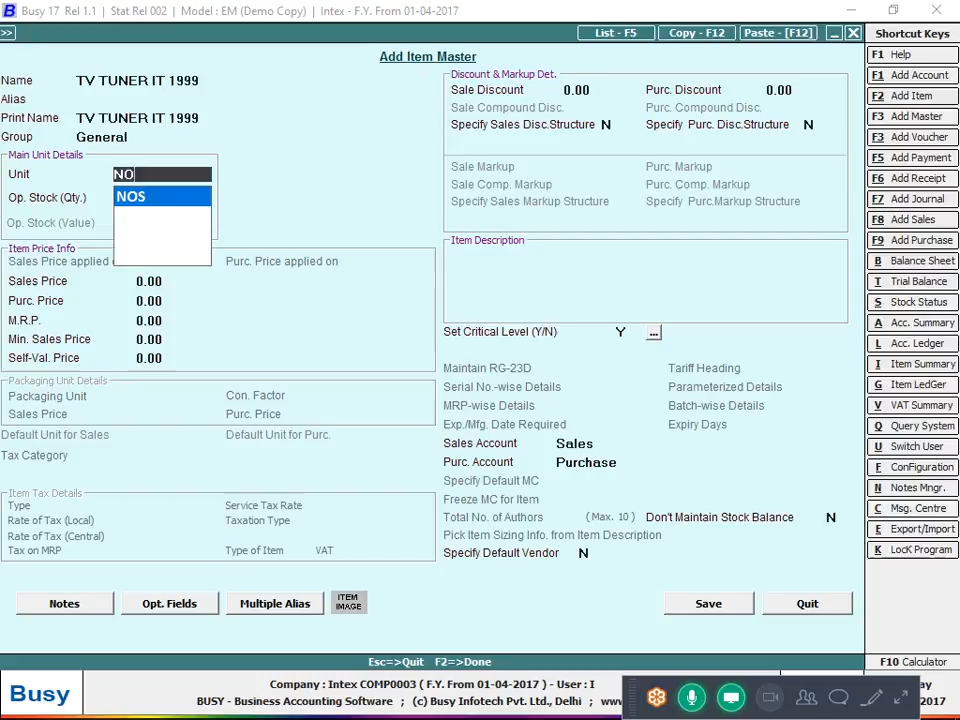 Busy 17 Rel 1.1 | Stat Rel 002 | Model : EM (Demo Copy) | Intex - F.Y. From 01-04-2017
>> List - F5 Copy - F12 Paste - [F12] Shortcut Keys
Add Item Master
Name TV TUNER IT 1999
Alias
Print Name TV TUNER IT 1999
Group General
Main Unit Details
Unit NO
NOS
Op. Stock (Qty.)
Op. Stock (Value)
Item Price Info
Sales Price applied Purc. Price applied on
Sales Price 0.00
Purc. Price 0.00
M.R.P. 0.00
Min. Sales Price 0.00
Self-Val. Price 0.00
Packaging Unit Details
Packaging Unit Con. Factor
Sales Price Purc. Price
Default Unit for Sales Default Unit for Purc.
Tax Category
Item Tax Details
Type Service Tax Rate
Rate of Tax (Local) Taxation Type
Rate of Tax (Central)
Tax on MRP Type of Item VAT
Discount & Markup Det.
Sale Discount 0.00 Purc. Discount 0.00
Sale Compound Disc. Purc. Compound Disc.
Specify Sales Disc.Structure N Specify Purc. Disc.Structure N
Sale Markup Purc. Markup
Sale Comp. Markup Purc. Comp. Markup
Specify Sales Markup Structure Specify Purc.Markup Structure
Item Description
Set Critical Level (Y/N) Y ...
Maintain RG-23D Tariff Heading
Serial No.-wise Details Parameterized Details
MRP-wise Details Batch-wise Details
Exp./Mfg. Date Required Expiry Days
Sales Account Sales
Purc. Account Purchase
Specify Default MC
Freeze MC for Item
Total No. of Authors (Max. 10) Don't Maintain Stock Balance N
Pick Item Sizing Info. from Item Description
Specify Default Vendor N
Notes Opt. Fields Multiple Alias ITEM IMAGE Save Quit
Esc=>Quit F2=>Done
F1 Help
F1 Add Account
F2 Add Item
F3 Add Master
F3 Add Voucher
F5 Add Payment
F6 Add Receipt
F7 Add Journal
F8 Add Sales
F9 Add Purchase
B Balance Sheet
T Trial Balance
S Stock Status
A Acc. Summary
L Acc. Ledger
I Item Summary
G Item LedGer
V VAT Summary
Q Query System
U Switch User
F ConFiguration
N Notes Mngr.
C Msg. Centre
E Export/Import
K LocK Program
F10 Calculator
Busy
Company : Intex COMP0003 ( F.Y. From 01-04-2017 ) - User : I
BUSY - Business Accounting Software ; (c) Busy Infotech Pvt. Ltd., Delhi ;